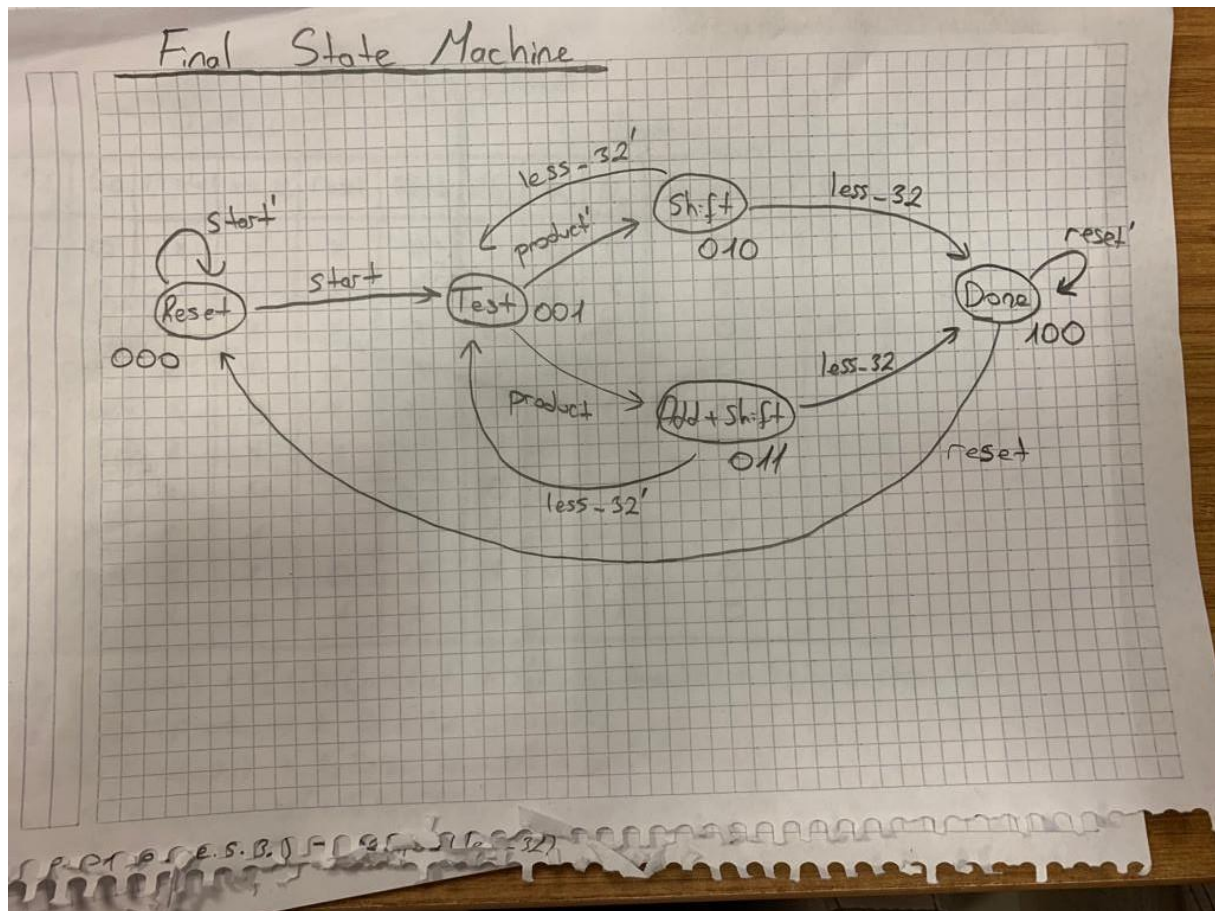 Final State Machine
less_32'
start'
product'
Shift
less_32
reset'
010
start
Reset
Test
001
Done
000
100
less_32
product
Add + Shift
011
reset
less_32'